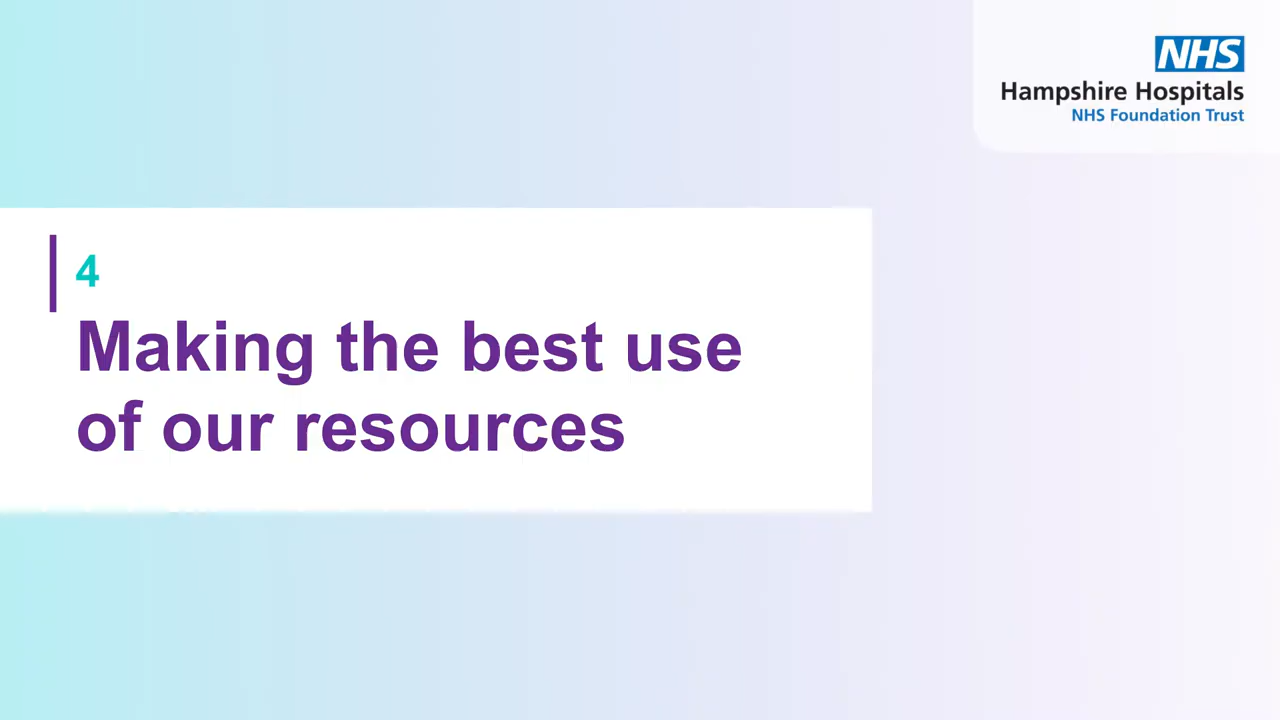 NHS
Hampshire Hospitals
NHS Foundation Trust
4
Making the best use
of our resources